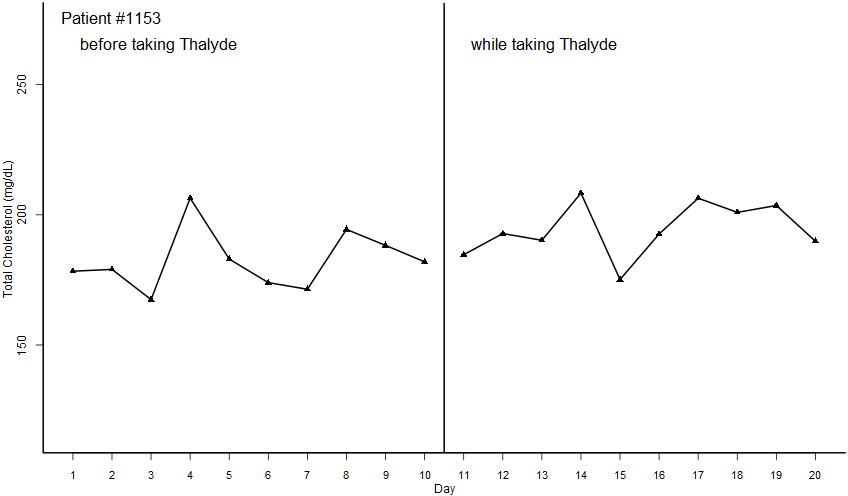 Patient #1153
before taking Thalyde
while taking Thalyde
Total Cholesterol (mg/dL)
250
200
150
1 2 3 4 5 6 7 8 9 10 11 12 13 14 15 16 17 18 19 20
Day